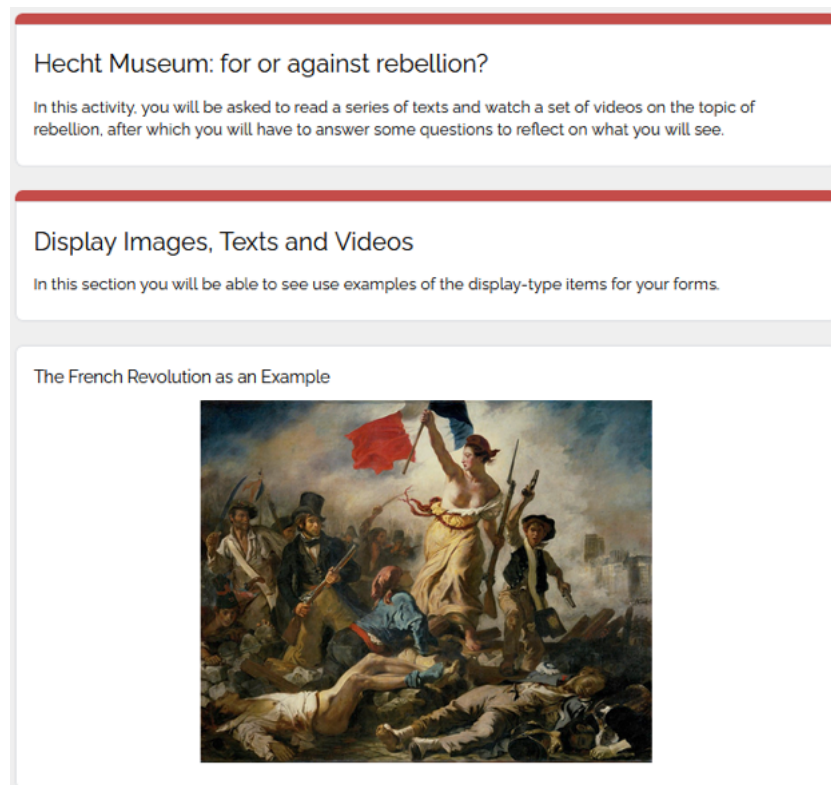 Hecht Museum: for or against rebellion?
In this activity, you will be asked to read a series of texts and watch a set of videos on the topic of
rebellion, after which you will have to answer some questions to reflect on what you will see.
Display Images, Texts and Videos
In this section you will be able to see use examples of the display-type items for your forms.
The French Revolution as an Example